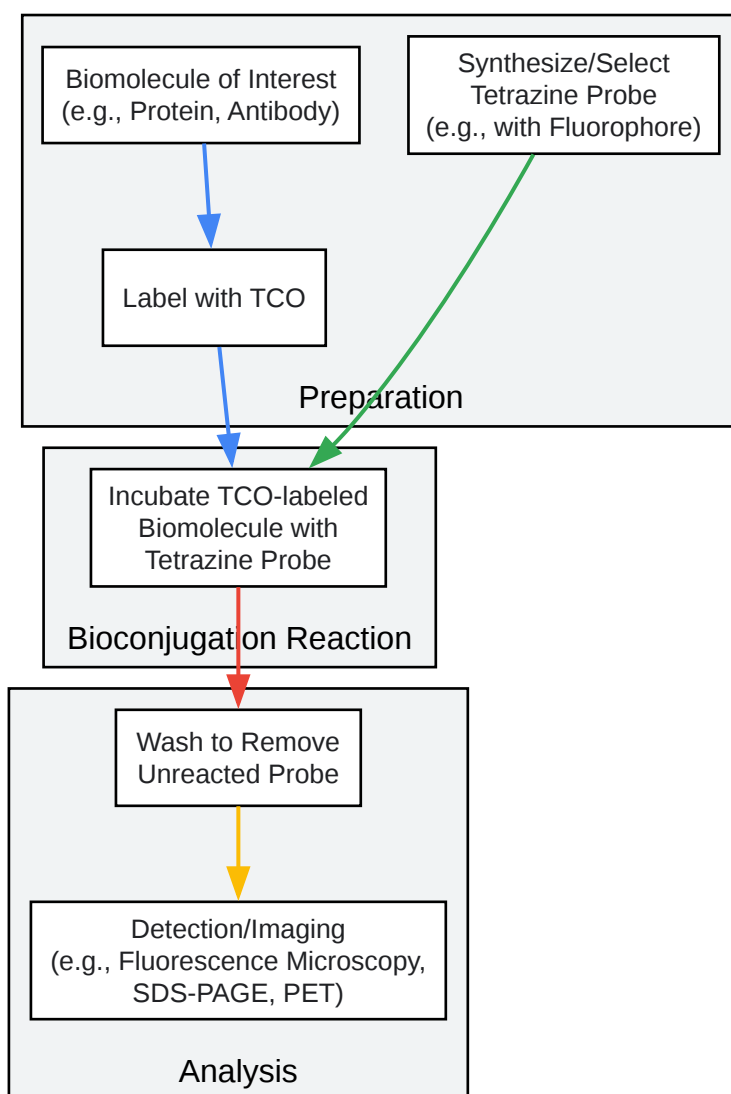 Biomolecule of Interest
(e.g., Protein, Antibody)
Synthesize/Select
Tetrazine Probe
(e.g., with Fluorophore)
Label with TCO
Preparation
Incubate TCO-labeled
Biomolecule with
Tetrazine Probe
Bioconjugation Reaction
Wash to Remove
Unreacted Probe
Detection/Imaging
(e.g., Fluorescence Microscopy,
SDS-PAGE, PET)
Analysis